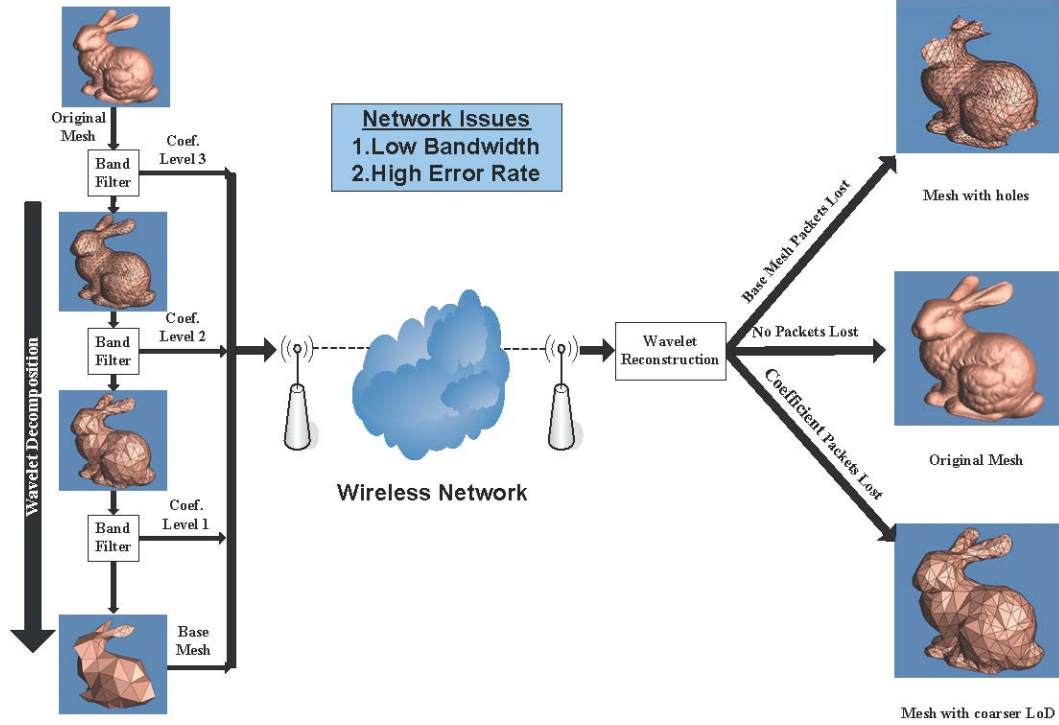 Original
Mesh
Coef.
Level 3
Band
Filter
Coef.
Level 2
Band
Filter
Coef.
Level 1
Band
Filter
Base
Mesh
Wavelet Decomposition
Network Issues
1.Low Bandwidth
2.High Error Rate
Wireless Network
Wavelet
Reconstruction
Base Mesh Packets Lost
No Packets Lost
Coefficient Packets Lost
Mesh with holes
Original Mesh
Mesh with coarser LoD